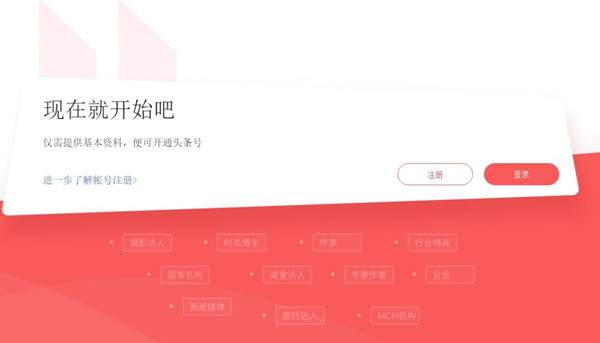 现在就开始吧
仅需提供基本资料，便可开通头条号
进一步了解帐号注册>
注册
登录
摄影达人
时尚博主
作家
行业精英
国家机构
美食达人
专家作者
企业
新闻媒体
旅行达人
MCN机构